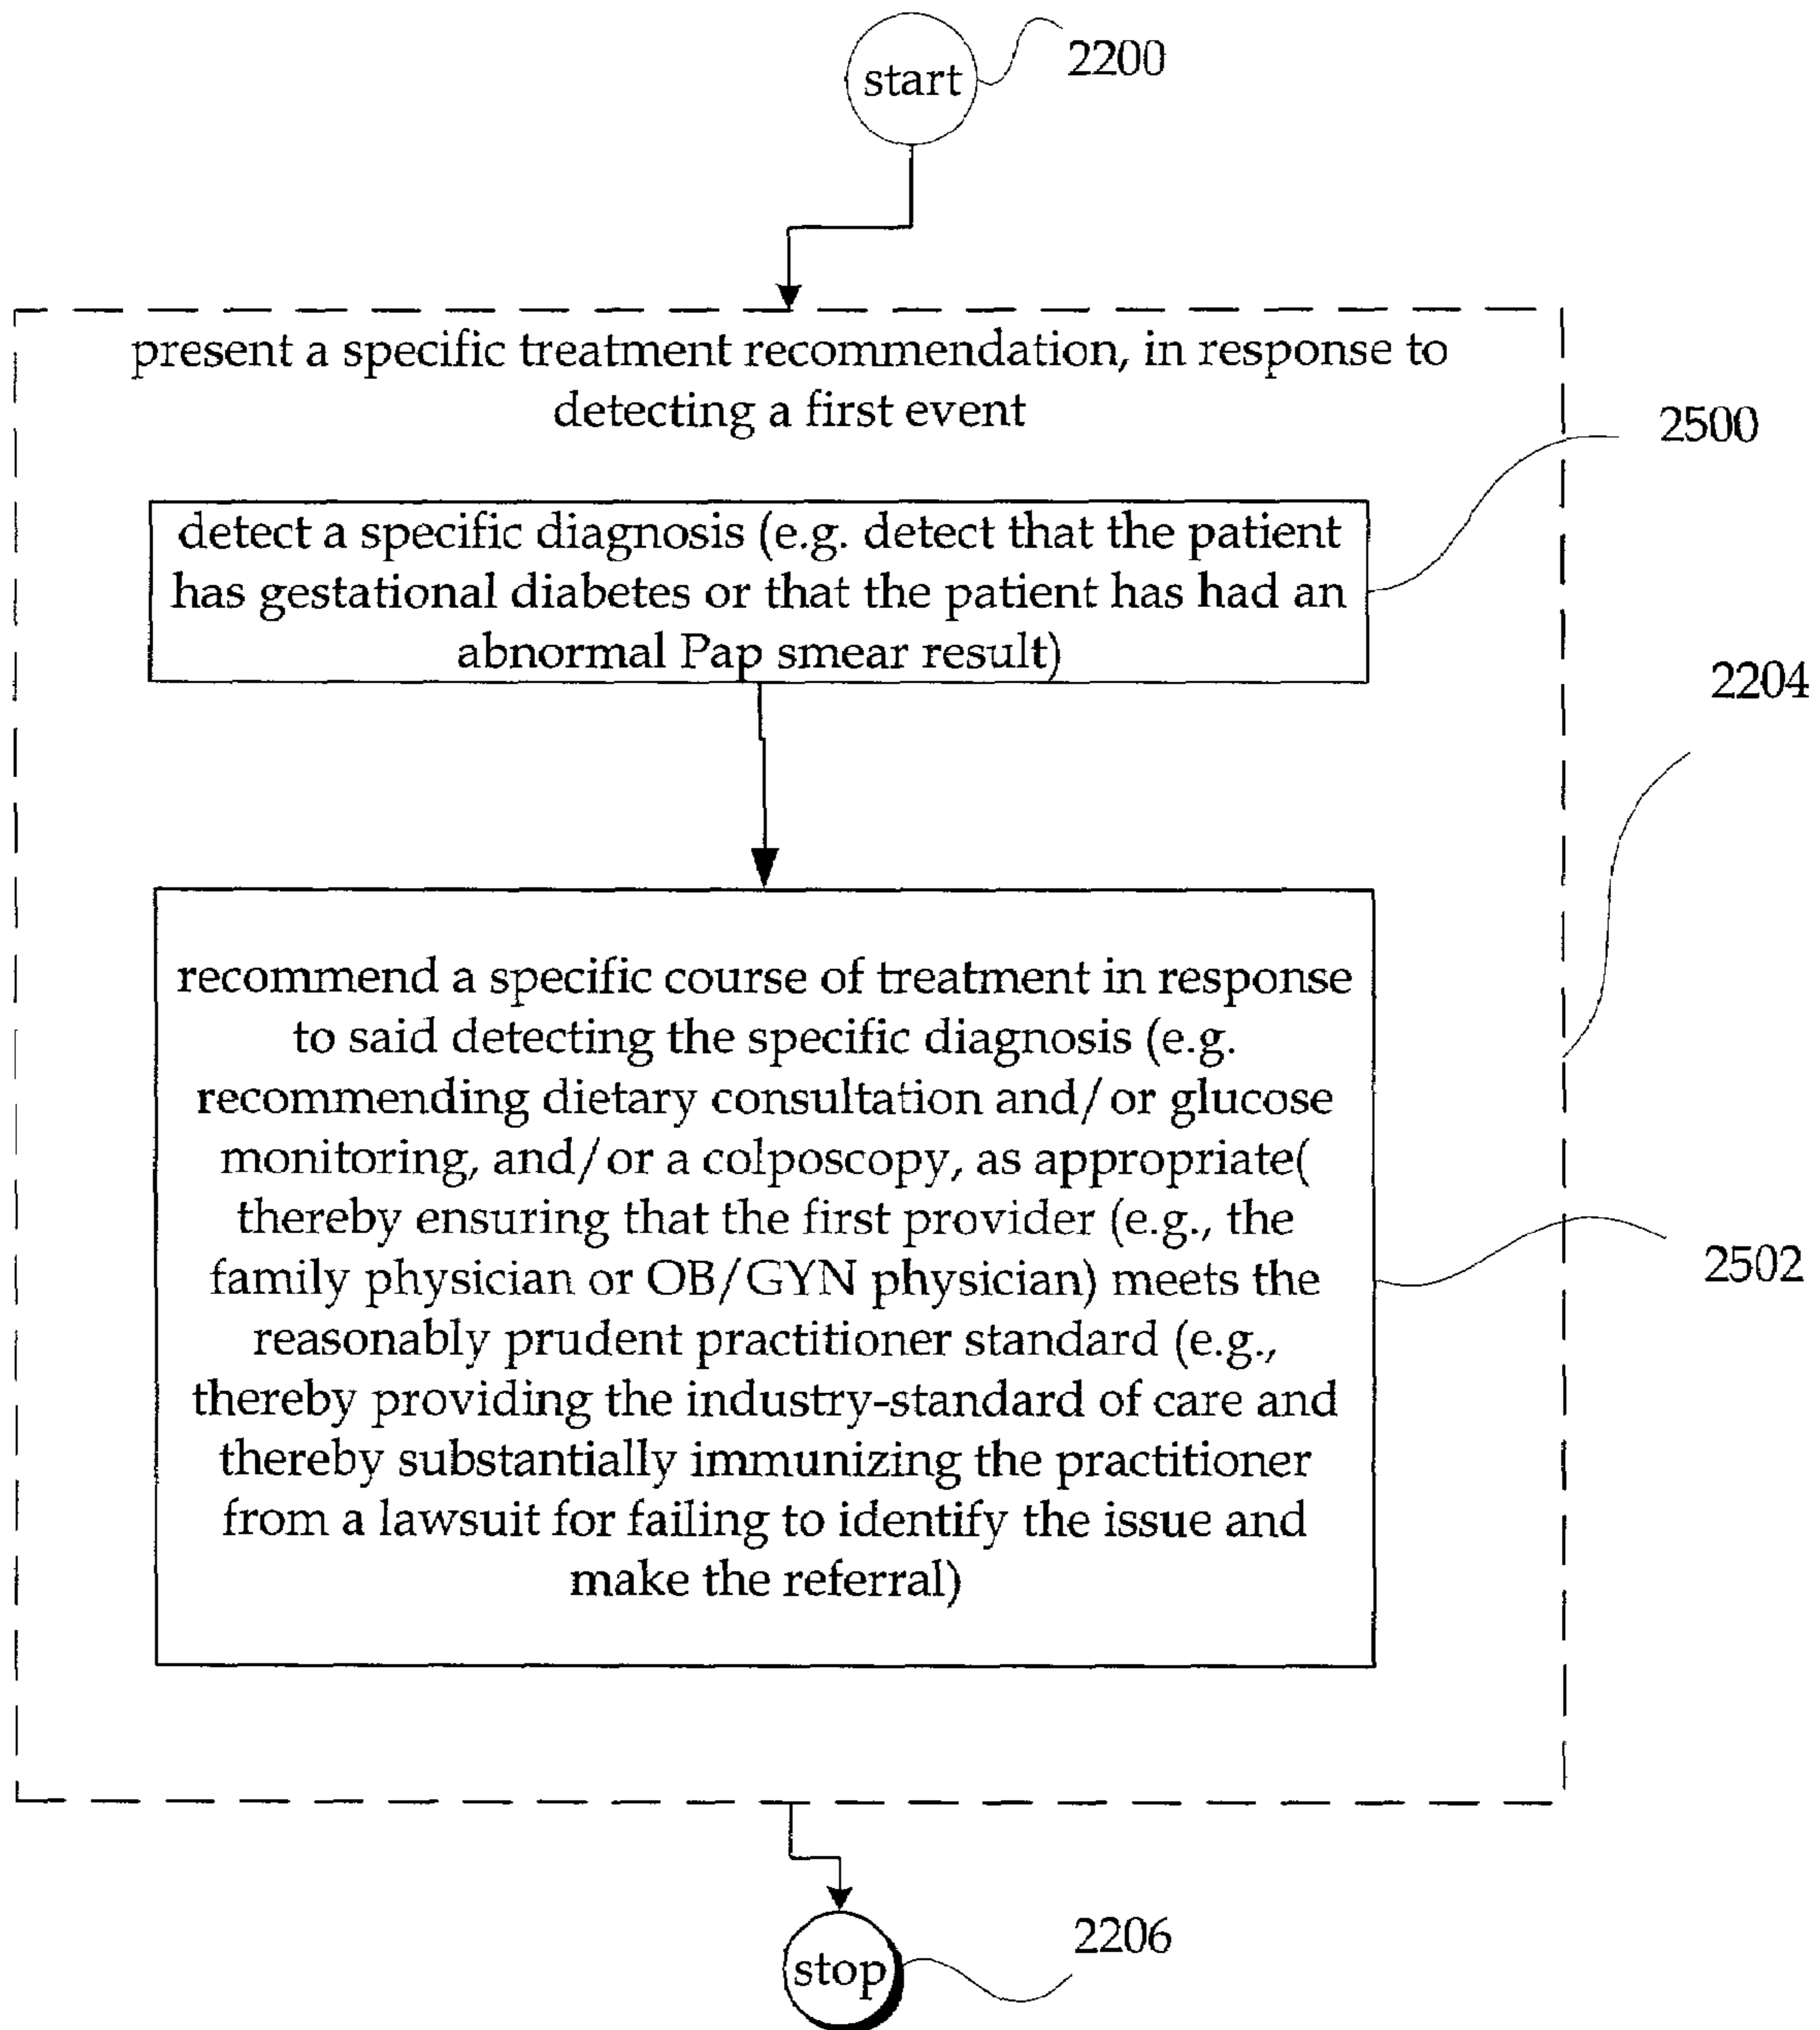 start
2200
present a specific treatment recommendation, in response to
detecting a first event
2500
detect a specific diagnosis (e.g. detect that the patient
has gestational diabetes or that the patient has had an
abnormal Pap smear result)
2204
recommend a specific course of treatment in response
to said detecting the specific diagnosis (e.g.
recommending dietary consultation and/or glucose
monitoring, and/or a colposcopy, as appropriate(
thereby ensuring that the first provider (e.g., the
family physician or OB/GYN physician) meets the
reasonably prudent practitioner standard (e.g.,
thereby providing the industry-standard of care and
thereby substantially immunizing the practitioner
from a lawsuit for failing to identify the issue and
make the referral)
2502
stop
2206